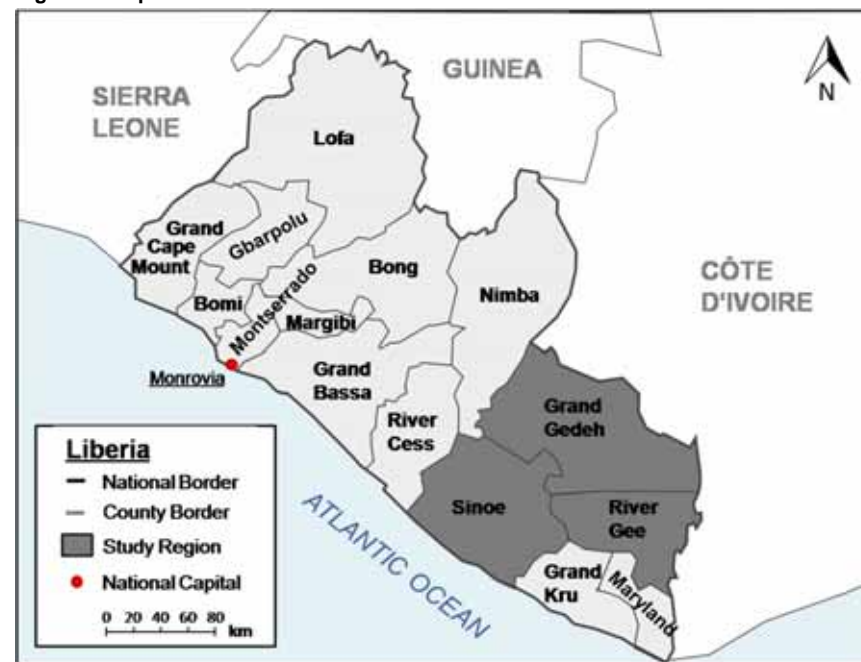 GUINEA
SIERRA
LEONE
N
Lofa
Grand
Cape
Mount
Gbarpolu
Bong
CÔTE
D'IVOIRE
Nimba
Bomi
Montserrado
Margibi
Monrovia
Grand
Bassa
River
Cess
Grand
Gedeh
Sinoe
River
Gee
Grand
Kru
Maryland
ATLANTIC OCEAN
Liberia
National Border
County Border
Study Region
National Capital
0 20 40 60 80
km